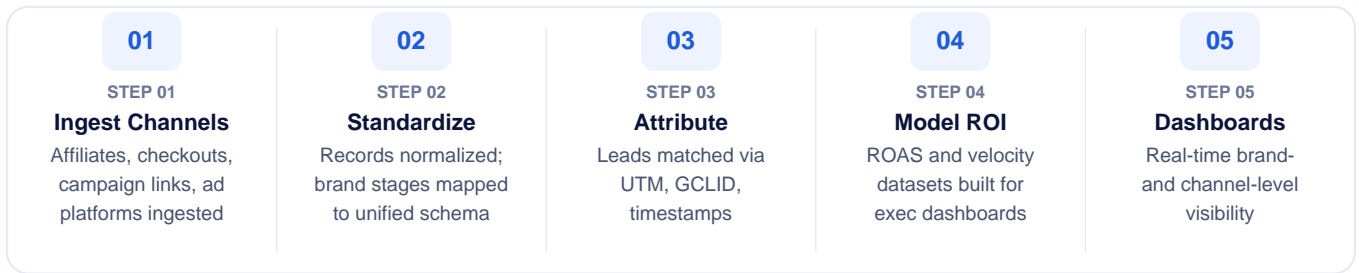 01
STEP 01
Ingest Channels
Affiliates, checkouts,
campaign links, ad
platforms ingested
02
STEP 02
Standardize
Records normalized;
brand stages mapped
to unified schema
03
STEP 03
Attribute
Leads matched via
UTM, GCLID,
timestamps
04
STEP 04
Model ROI
ROAS and velocity
datasets built for
exec dashboards
05
STEP 05
Dashboards
Real-time brand-
and channel-level
visibility